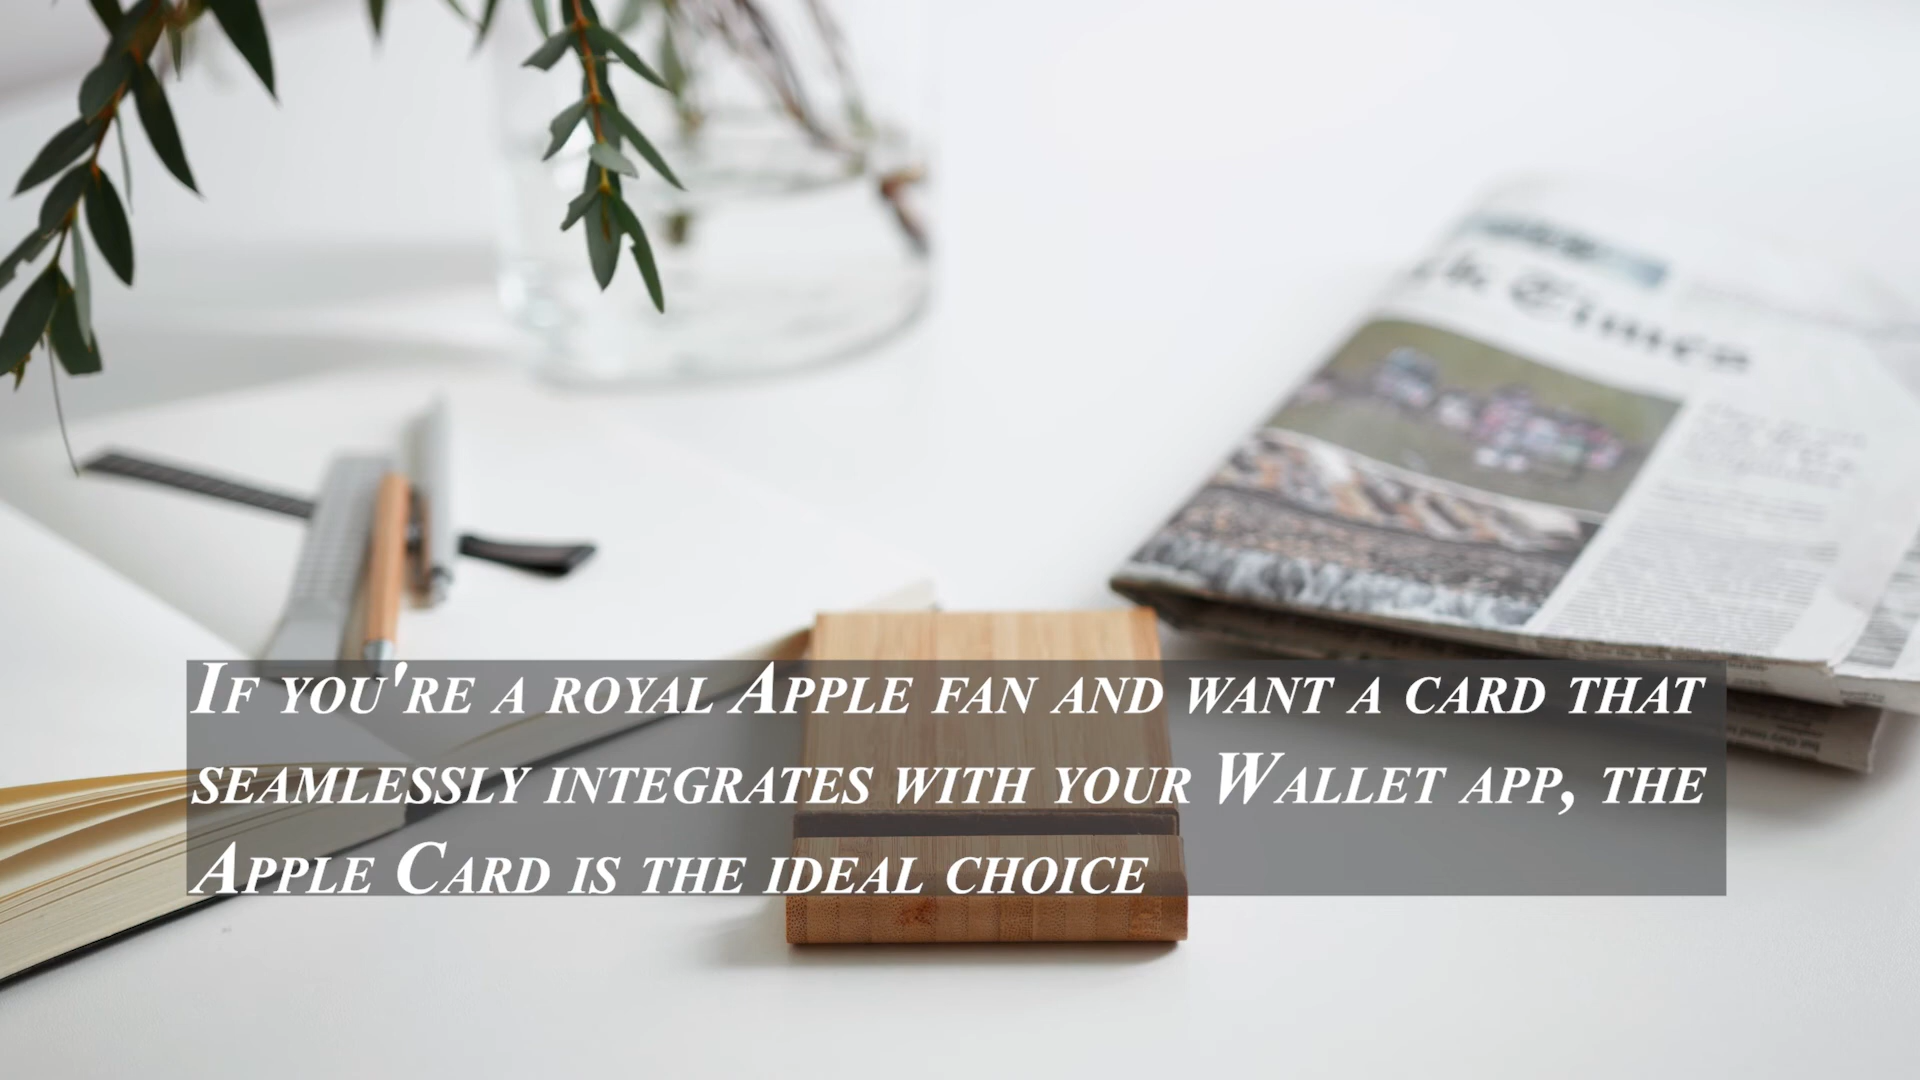 k Times
If you're a royal Apple fan and want a card that
seamlessly integrates with your Wallet app, the
Apple Card is the ideal choice